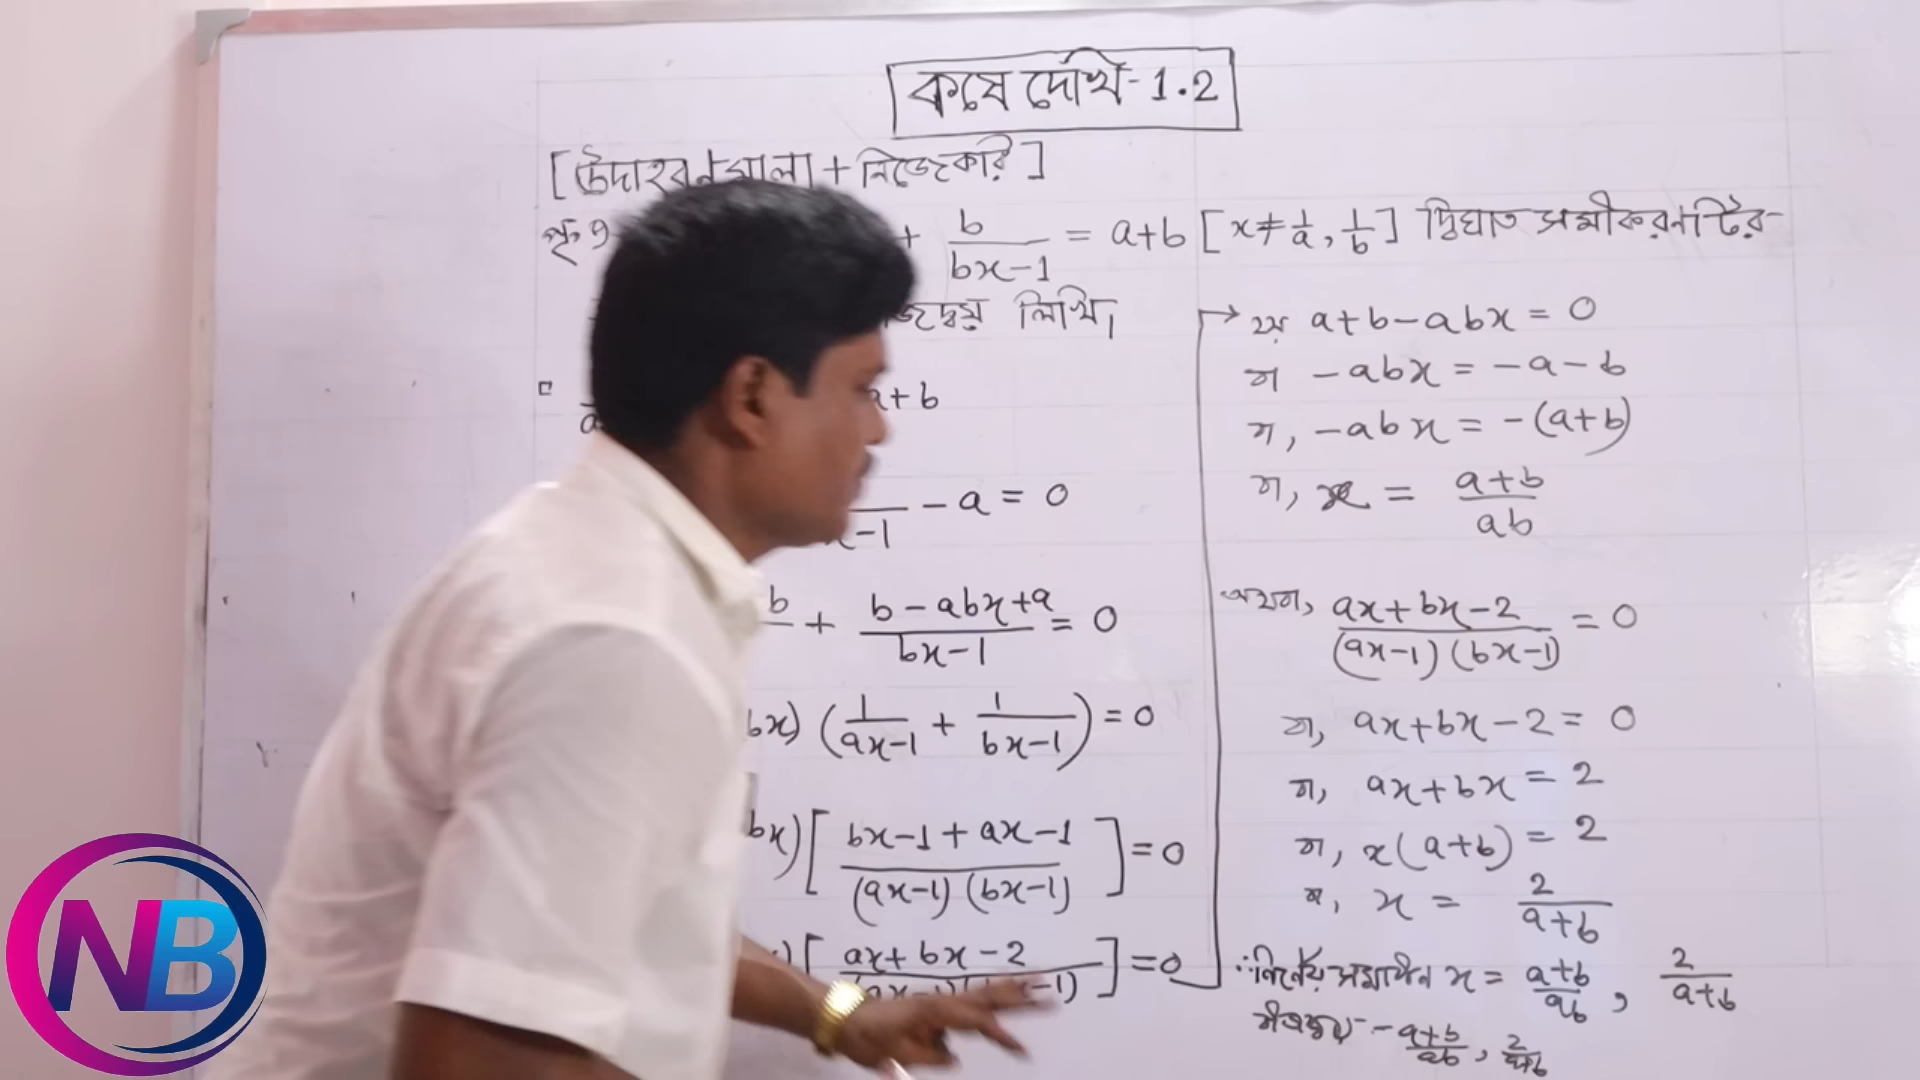 কষে দেখি-1.2
[উদাহরণমালা + নিজেকরি]
+ b/(bx-1) = a+b [x≠1/a, 1/b] দ্বিঘাত সমীকরণটির-
লিখি।
a+b
-a = 0
b + (b-abx+a)/(bx-1) = 0
bx) (1/(ax-1) + 1/(bx-1)) = 0
bx) [(bx-1+ax-1)/((ax-1)(bx-1))] = 0
[(ax+bx-2)/((ax-1)(bx-1))] = 0
→ হয় a+b-abx = 0
বা -abx = -a-b
বা, -abx = -(a+b)
বা, x = (a+b)/ab
অথবা, (ax+bx-2)/((ax-1)(bx-1)) = 0
বা, ax+bx-2 = 0
বা, ax+bx = 2
বা, x(a+b) = 2
বা, x = 2/(a+b)
∴ নির্নেয় সমাধান x = (a+b)/ab, 2/(a+b)
বীজদ্বয় - (a+b)/ab, 2/(a+b)
NB